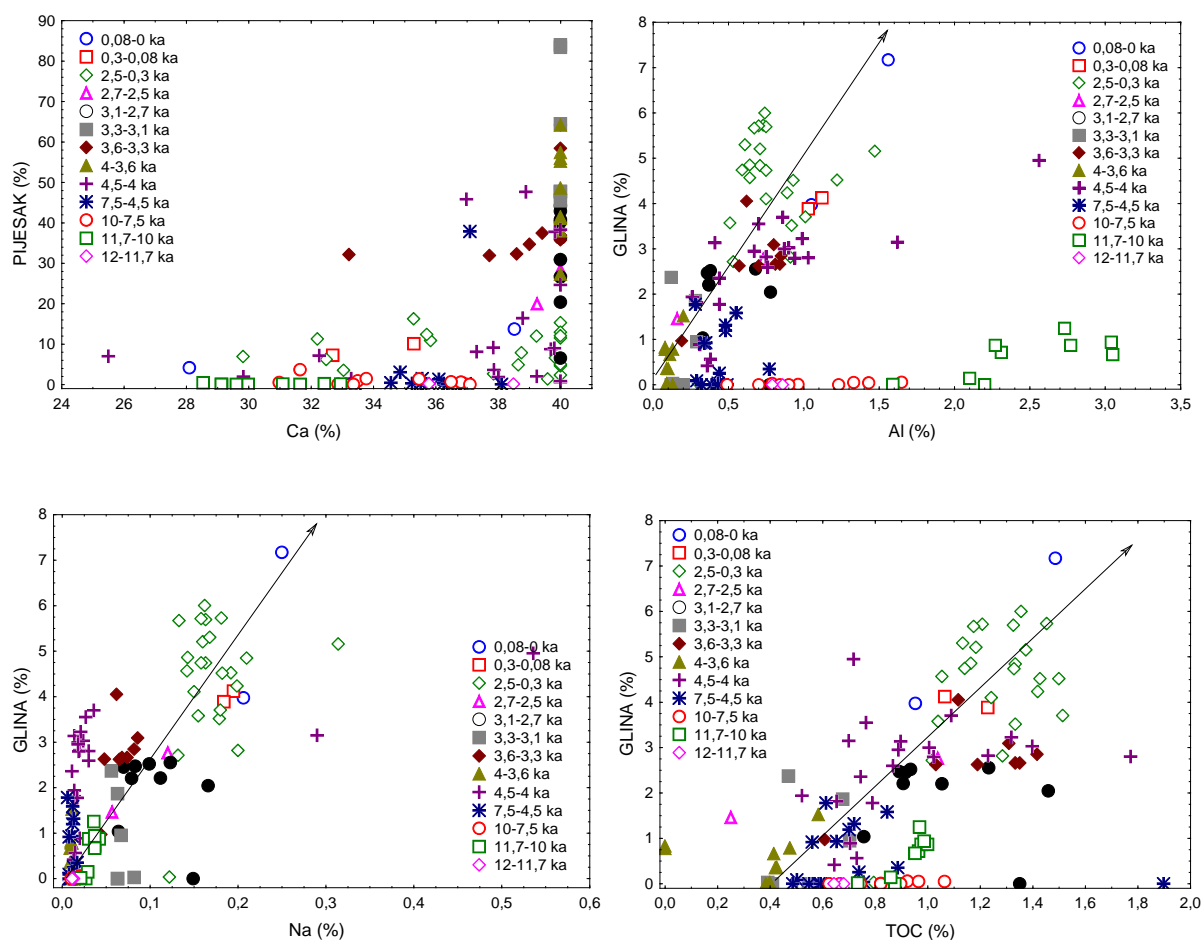 90
80
70
60
50
40
30
20
10
0
PIJESAK (%)
0,08-0 ka
0,3-0,08 ka
2,5-0,3 ka
2,7-2,5 ka
3,1-2,7 ka
3,3-3,1 ka
3,6-3,3 ka
4-3,6 ka
4,5-4 ka
7,5-4,5 ka
10-7,5 ka
11,7-10 ka
12-11,7 ka
24 26 28 30 32 34 36 38 40
Ca (%)
8
7
6
5
4
3
2
1
0
GLINA (%)
0,08-0 ka
0,3-0,08 ka
2,5-0,3 ka
2,7-2,5 ka
3,1-2,7 ka
3,3-3,1 ka
3,6-3,3 ka
4-3,6 ka
4,5-4 ka
7,5-4,5 ka
10-7,5 ka
11,7-10 ka
12-11,7 ka
0,0 0,5 1,0 1,5 2,0 2,5 3,0 3,5
Al (%)
8
7
6
5
4
3
2
1
0
GLINA (%)
0,08-0 ka
0,3-0,08 ka
2,5-0,3 ka
2,7-2,5 ka
3,1-2,7 ka
3,3-3,1 ka
3,6-3,3 ka
4-3,6 ka
4,5-4 ka
7,5-4,5 ka
10-7,5 ka
11,7-10 ka
12-11,7 ka
0,0 0,1 0,2 0,3 0,4 0,5 0,6
Na (%)
8
7
6
5
4
3
2
1
0
GLINA (%)
0,08-0 ka
0,3-0,08 ka
2,5-0,3 ka
2,7-2,5 ka
3,1-2,7 ka
3,3-3,1 ka
3,6-3,3 ka
4-3,6 ka
4,5-4 ka
7,5-4,5 ka
10-7,5 ka
11,7-10 ka
12-11,7 ka
0,0 0,2 0,4 0,6 0,8 1,0 1,2 1,4 1,6 1,8 2,0
TOC (%)